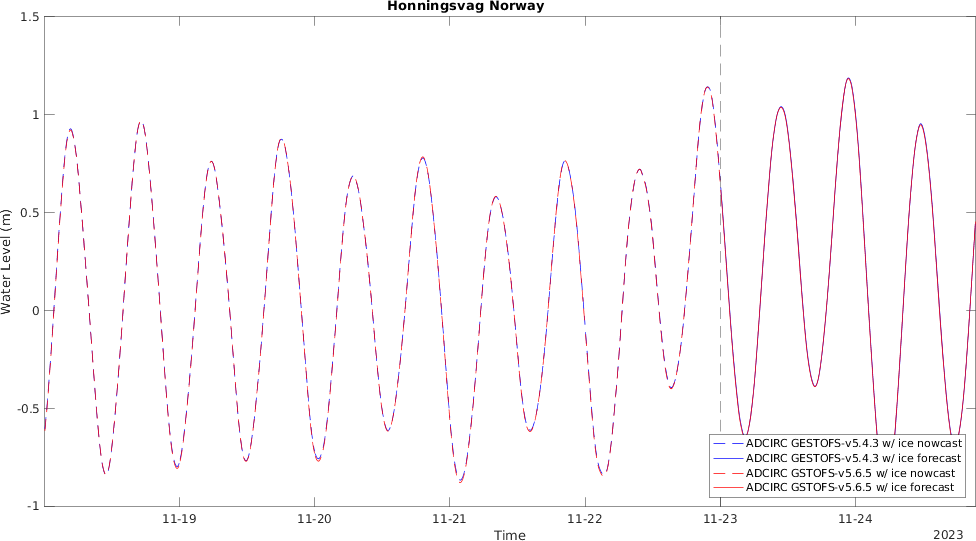 Honningsvag Norway
1.5
1
0.5
0
-0.5
-1
Water Level (m)
11-19
11-20
11-21
11-22
11-23
11-24
Time
2023
ADCIRC GESTOFS-v5.4.3 w/ ice nowcast
ADCIRC GESTOFS-v5.4.3 w/ ice forecast
ADCIRC GSTOFS-v5.6.5 w/ ice nowcast
ADCIRC GSTOFS-v5.6.5 w/ ice forecast